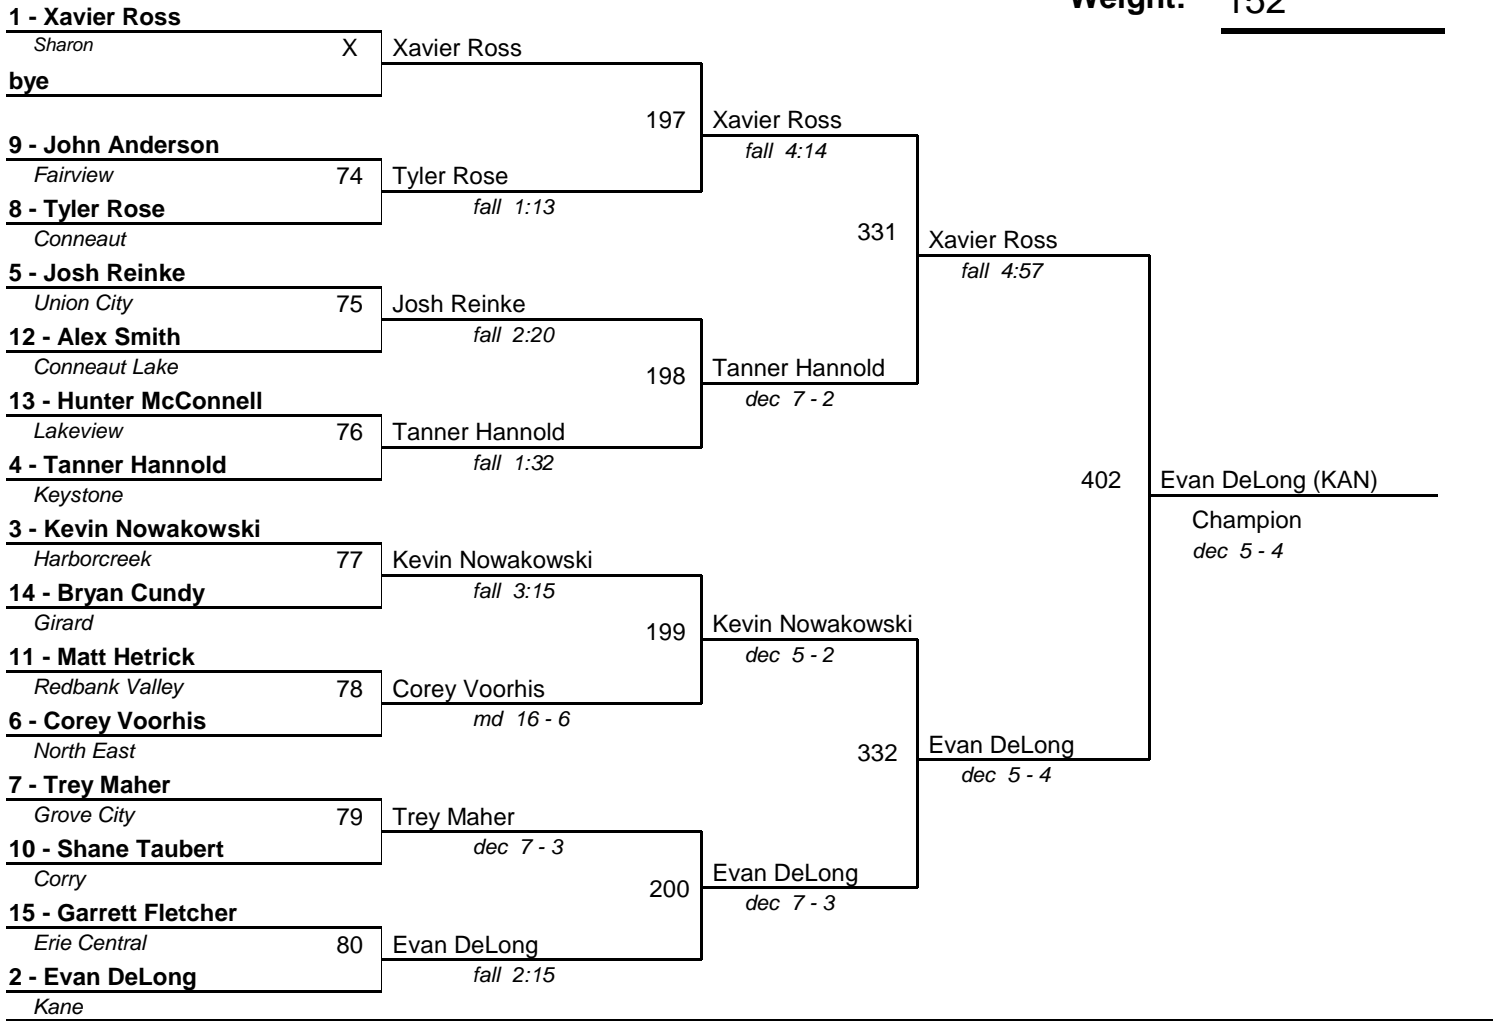 Weight: 152
1 - Xavier Ross
Sharon
X
Xavier Ross
bye
197
Xavier Ross
fall 4:14
9 - John Anderson
Fairview
74
Tyler Rose
fall 1:13
8 - Tyler Rose
Conneaut
331
Xavier Ross
fall 4:57
5 - Josh Reinke
Union City
75
Josh Reinke
fall 2:20
12 - Alex Smith
Conneaut Lake
198
Tanner Hannold
dec 7 - 2
13 - Hunter McConnell
Lakeview
76
Tanner Hannold
fall 1:32
4 - Tanner Hannold
Keystone
402
Evan DeLong (KAN)
Champion
dec 5 - 4
3 - Kevin Nowakowski
Harborcreek
77
Kevin Nowakowski
fall 3:15
14 - Bryan Cundy
Girard
199
Kevin Nowakowski
dec 5 - 2
11 - Matt Hetrick
Redbank Valley
78
Corey Voorhis
md 16 - 6
6 - Corey Voorhis
North East
332
Evan DeLong
dec 5 - 4
7 - Trey Maher
Grove City
79
Trey Maher
dec 7 - 3
10 - Shane Taubert
Corry
200
Evan DeLong
dec 7 - 3
15 - Garrett Fletcher
Erie Central
80
Evan DeLong
fall 2:15
2 - Evan DeLong
Kane